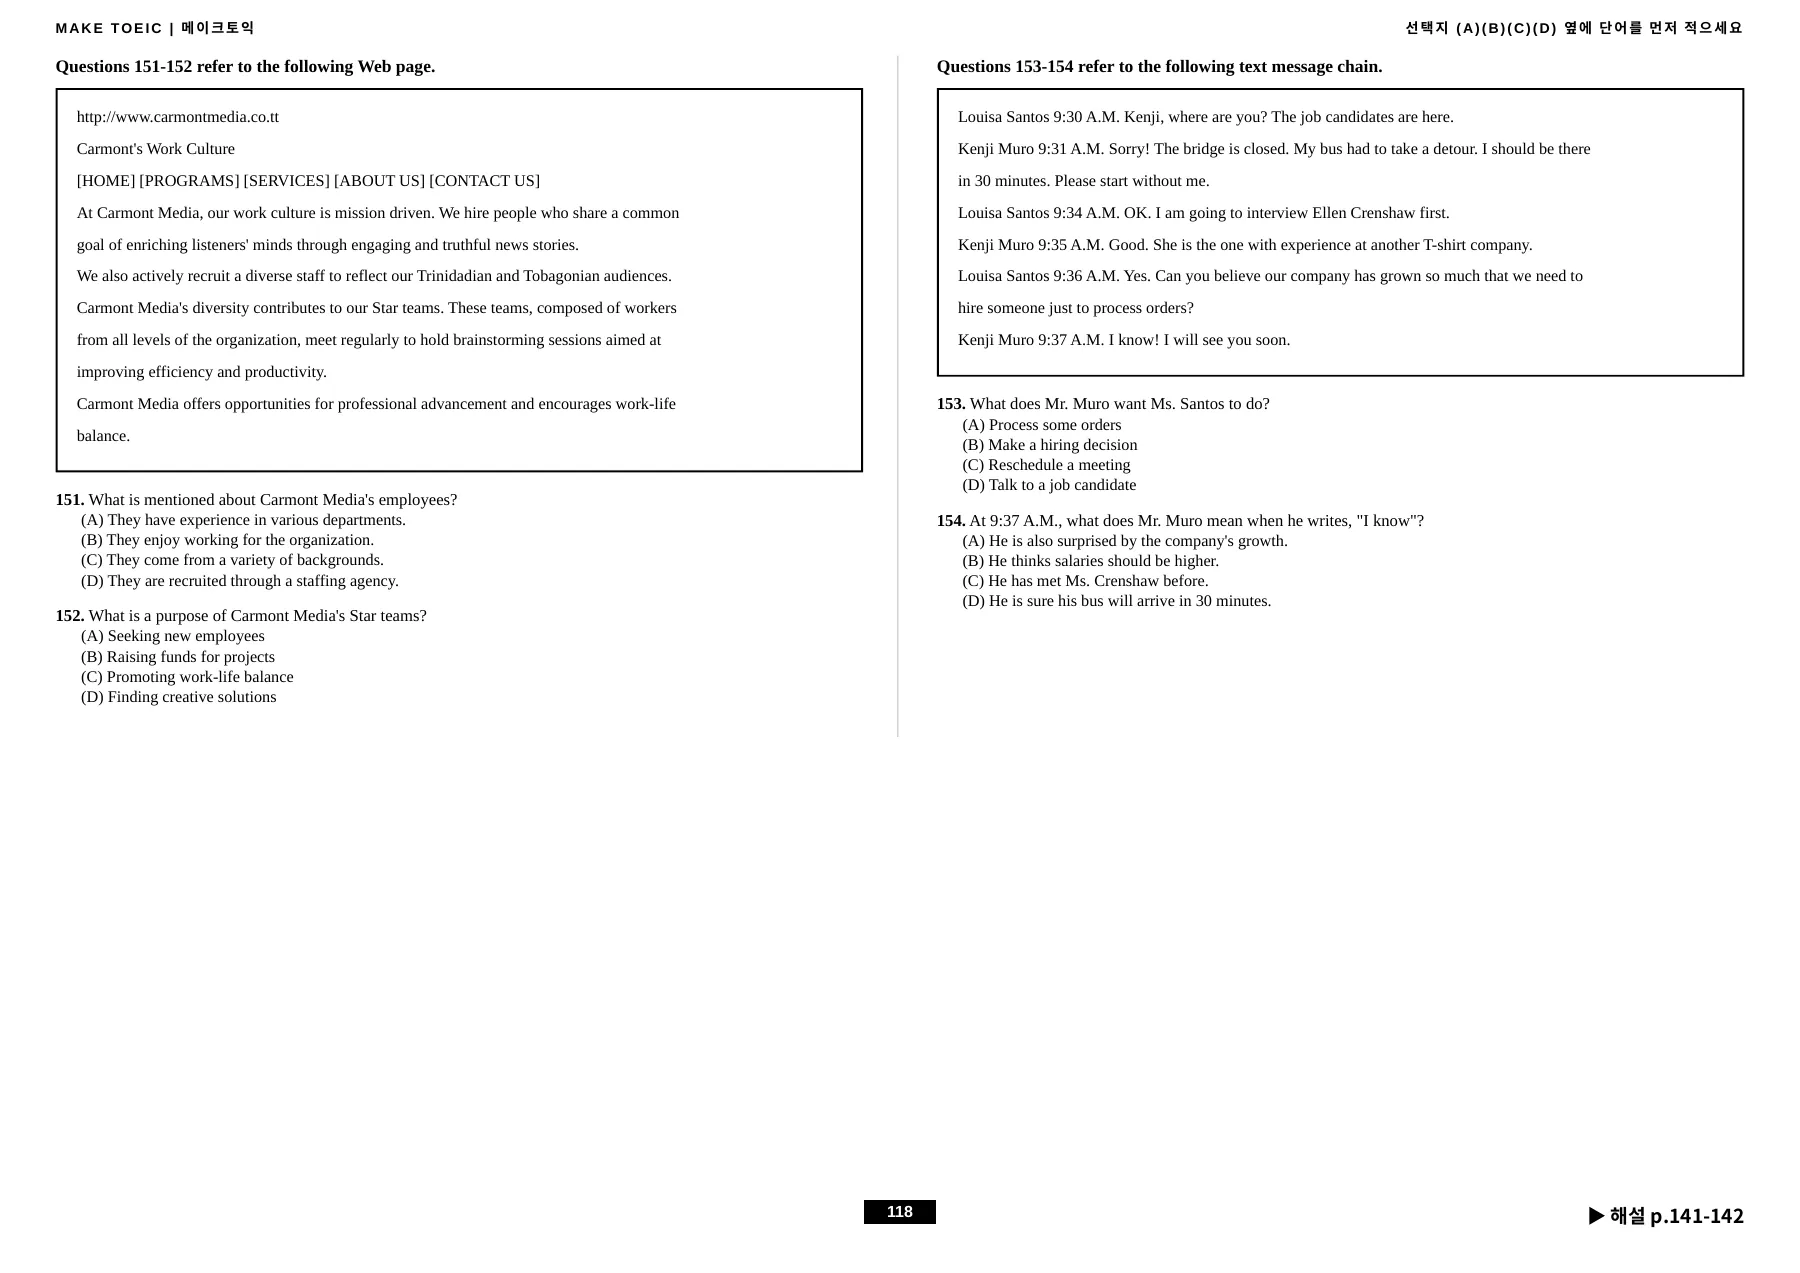 MAKE TOEIC | 메이크토익
선택지 (A)(B)(C)(D) 옆에 단어를 먼저 적으세요
Questions 151-152 refer to the following Web page.
http://www.carmontmedia.co.tt
Carmont's Work Culture
[HOME] [PROGRAMS] [SERVICES] [ABOUT US] [CONTACT US]
At Carmont Media, our work culture is mission driven. We hire people who share a common
goal of enriching listeners' minds through engaging and truthful news stories.
We also actively recruit a diverse staff to reflect our Trinidadian and Tobagonian audiences.
Carmont Media's diversity contributes to our Star teams. These teams, composed of workers
from all levels of the organization, meet regularly to hold brainstorming sessions aimed at
improving efficiency and productivity.
Carmont Media offers opportunities for professional advancement and encourages work-life
balance.
151. What is mentioned about Carmont Media's employees?
(A) They have experience in various departments.
(B) They enjoy working for the organization.
(C) They come from a variety of backgrounds.
(D) They are recruited through a staffing agency.
152. What is a purpose of Carmont Media's Star teams?
(A) Seeking new employees
(B) Raising funds for projects
(C) Promoting work-life balance
(D) Finding creative solutions
Questions 153-154 refer to the following text message chain.
Louisa Santos 9:30 A.M. Kenji, where are you? The job candidates are here.
Kenji Muro 9:31 A.M. Sorry! The bridge is closed. My bus had to take a detour. I should be there
in 30 minutes. Please start without me.
Louisa Santos 9:34 A.M. OK. I am going to interview Ellen Crenshaw first.
Kenji Muro 9:35 A.M. Good. She is the one with experience at another T-shirt company.
Louisa Santos 9:36 A.M. Yes. Can you believe our company has grown so much that we need to
hire someone just to process orders?
Kenji Muro 9:37 A.M. I know! I will see you soon.
153. What does Mr. Muro want Ms. Santos to do?
(A) Process some orders
(B) Make a hiring decision
(C) Reschedule a meeting
(D) Talk to a job candidate
154. At 9:37 A.M., what does Mr. Muro mean when he writes, "I know"?
(A) He is also surprised by the company's growth.
(B) He thinks salaries should be higher.
(C) He has met Ms. Crenshaw before.
(D) He is sure his bus will arrive in 30 minutes.
118
▶ 해설 p.141-142